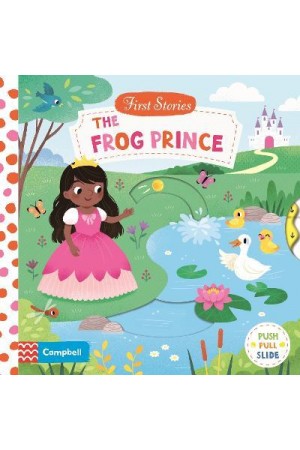 First Stories
THE
FROG PRINCE
PUSH
PULL
SLIDE
Campbell